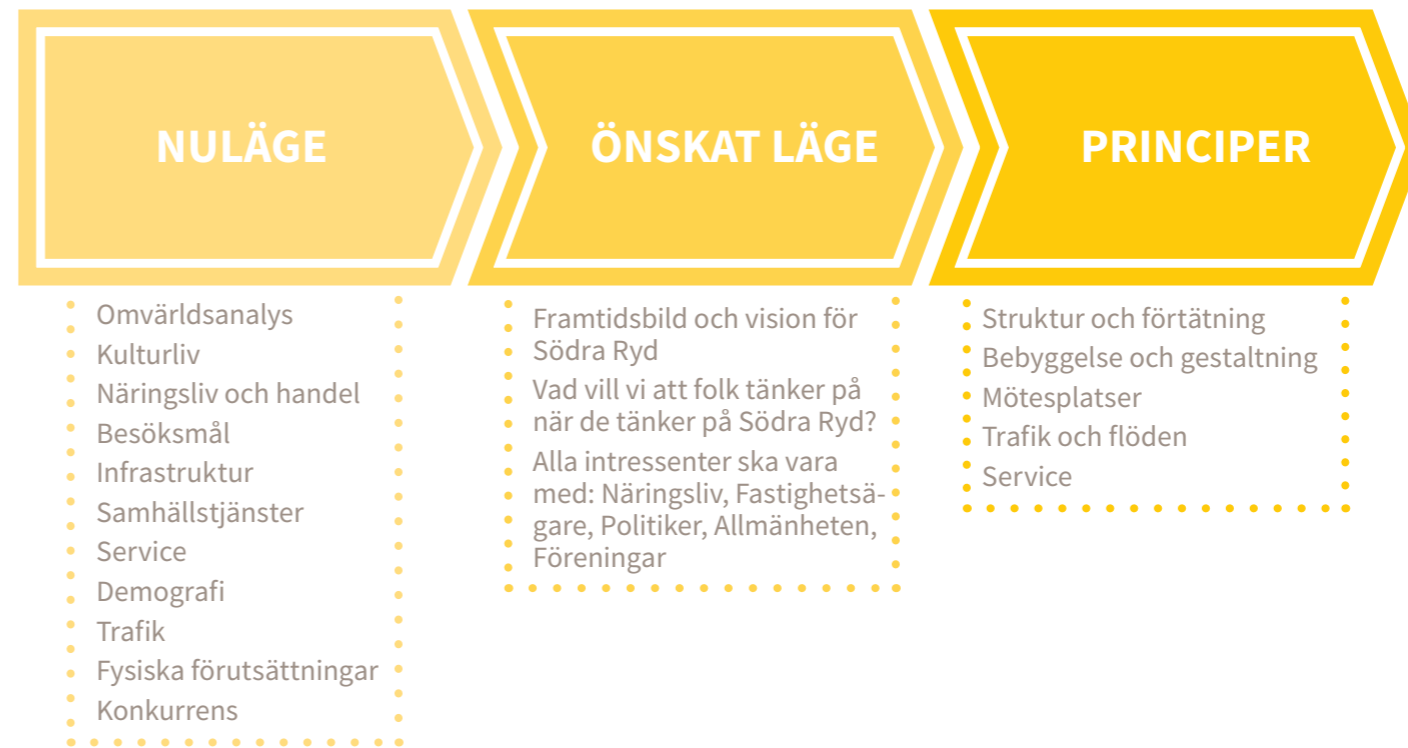 NULÄGE
Omvärldsanalys
Kulturliv
Näringsliv och handel
Besöksmål
Infrastruktur
Samhällstjänster
Service
Demografi
Trafik
Fysiska förutsättningar
Konkurrens
ÖNSKAT LÄGE
Framtidsbild och vision för
Södra Ryd
Vad vill vi att folk tänker på
när de tänker på Södra Ryd?
Alla intressenter ska vara
med: Näringsliv, Fastighetsä-
gare, Politiker, Allmänheten,
Föreningar
PRINCIPER
Struktur och förtätning
Bebyggelse och gestaltning
Mötesplatser
Trafik och flöden
Service